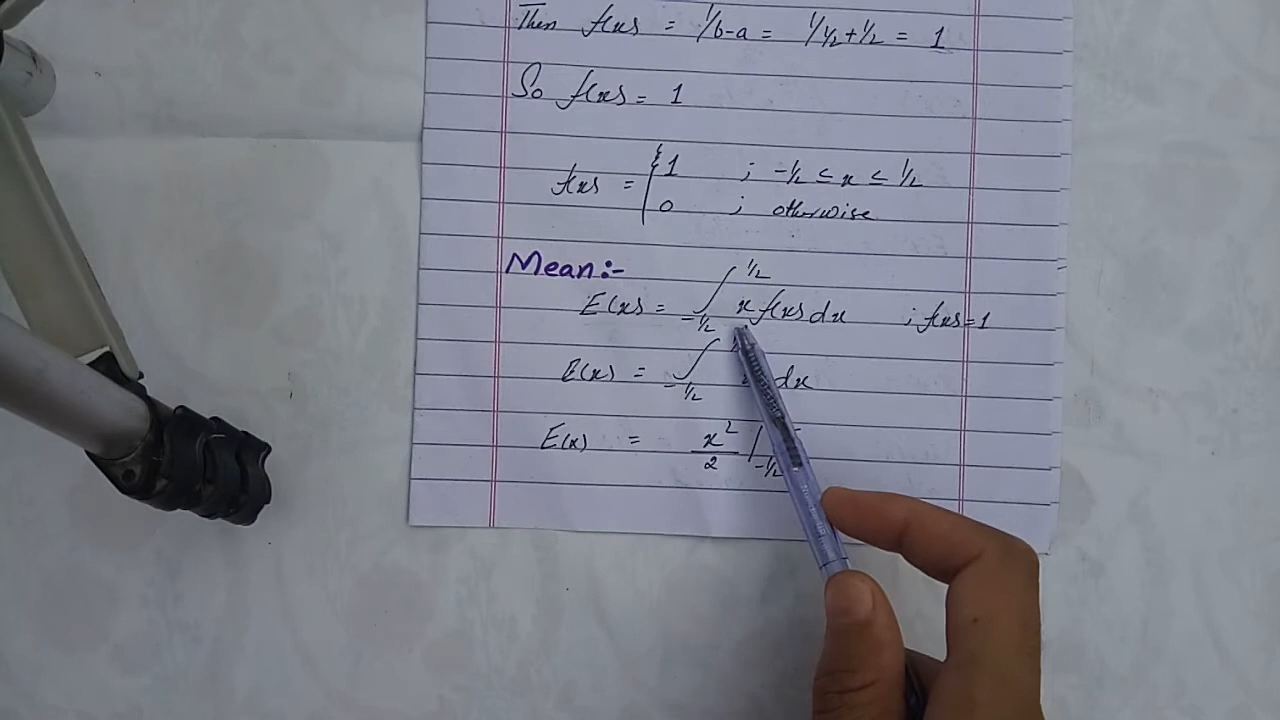 Then f(x) = 1/b-a = 1/1/2+1/2 = 1
So f(x) = 1
f(x) = { 1 ; -1/2 ≤ x ≤ 1/2
0 ; otherwise
Mean:-
E(x) = ∫_{-1/2}^{1/2} x f(x) dx ; f(x)=1
E(x) = ∫_{-1/2} dx
E(x) = x²/2 |_{-1/2}